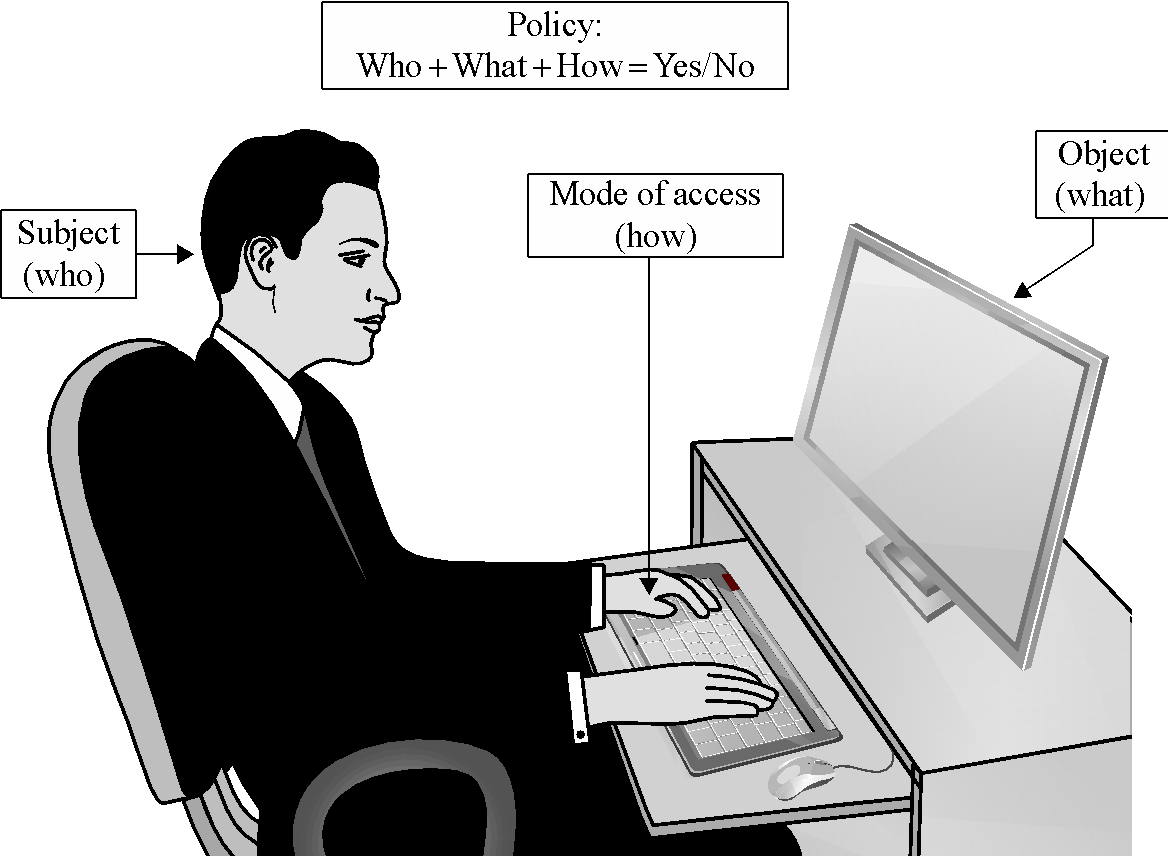 Policy:
Who + What + How = Yes/No
Subject
(who)
Mode of access
(how)
Object
(what)